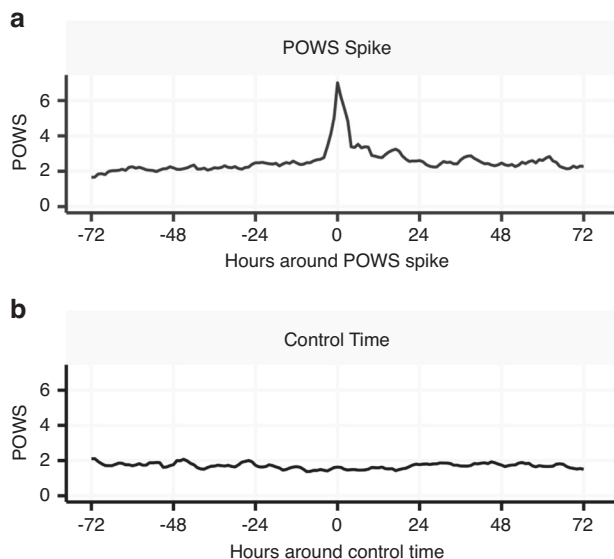 a
POWS Spike
POWS
6
4
2
0
-72 -48 -24 0 24 48 72
Hours around POWS spike
b
Control Time
POWS
6
4
2
0
-72 -48 -24 0 24 48 72
Hours around control time